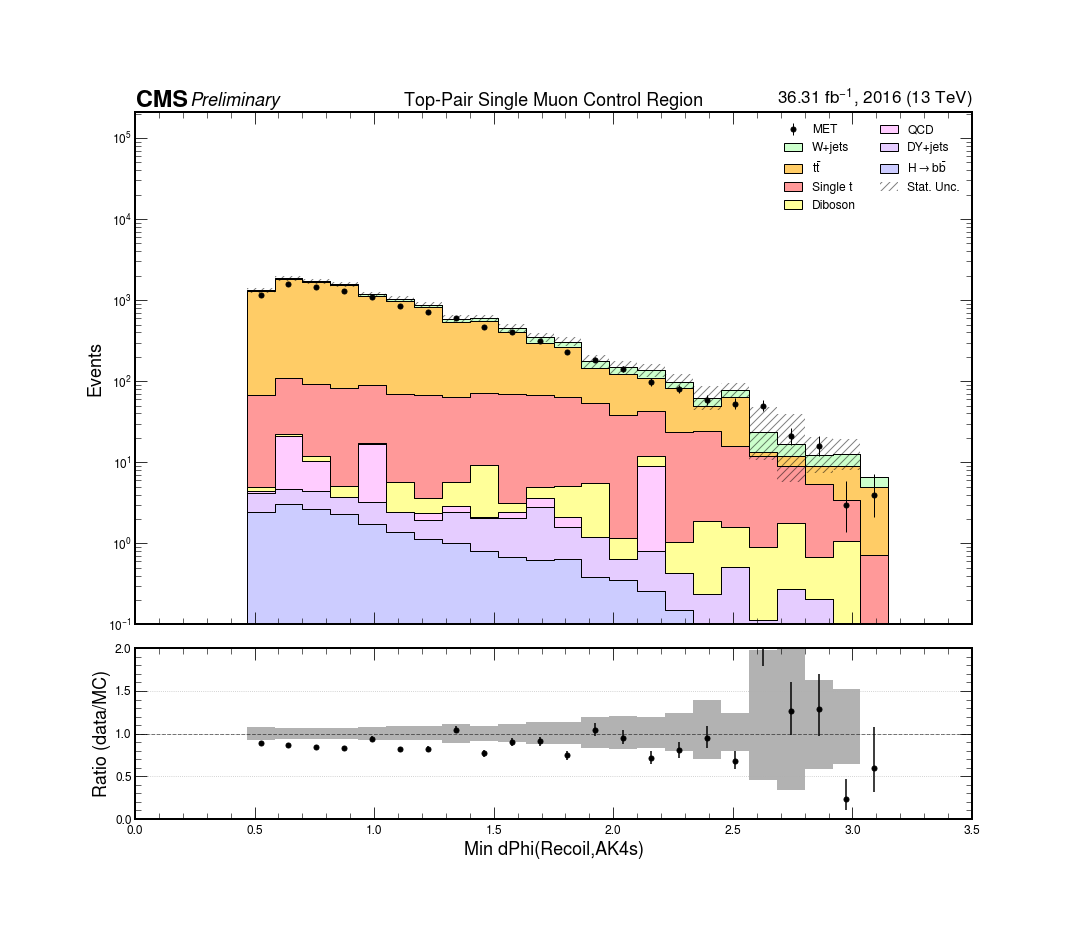 CMS Preliminary
Top-Pair Single Muon Control Region
36.31 fb⁻¹, 2016 (13 TeV)
MET
W+jets
tt̄
Single t
Diboson
QCD
DY+jets
H→bb̄
Stat. Unc.
Events
10⁵
10⁴
10³
10²
10¹
10⁰
10⁻¹
Ratio (data/MC)
2.0
1.5
1.0
0.5
0.0
0.0 0.5 1.0 1.5 2.0 2.5 3.0 3.5
Min dPhi(Recoil,AK4s)